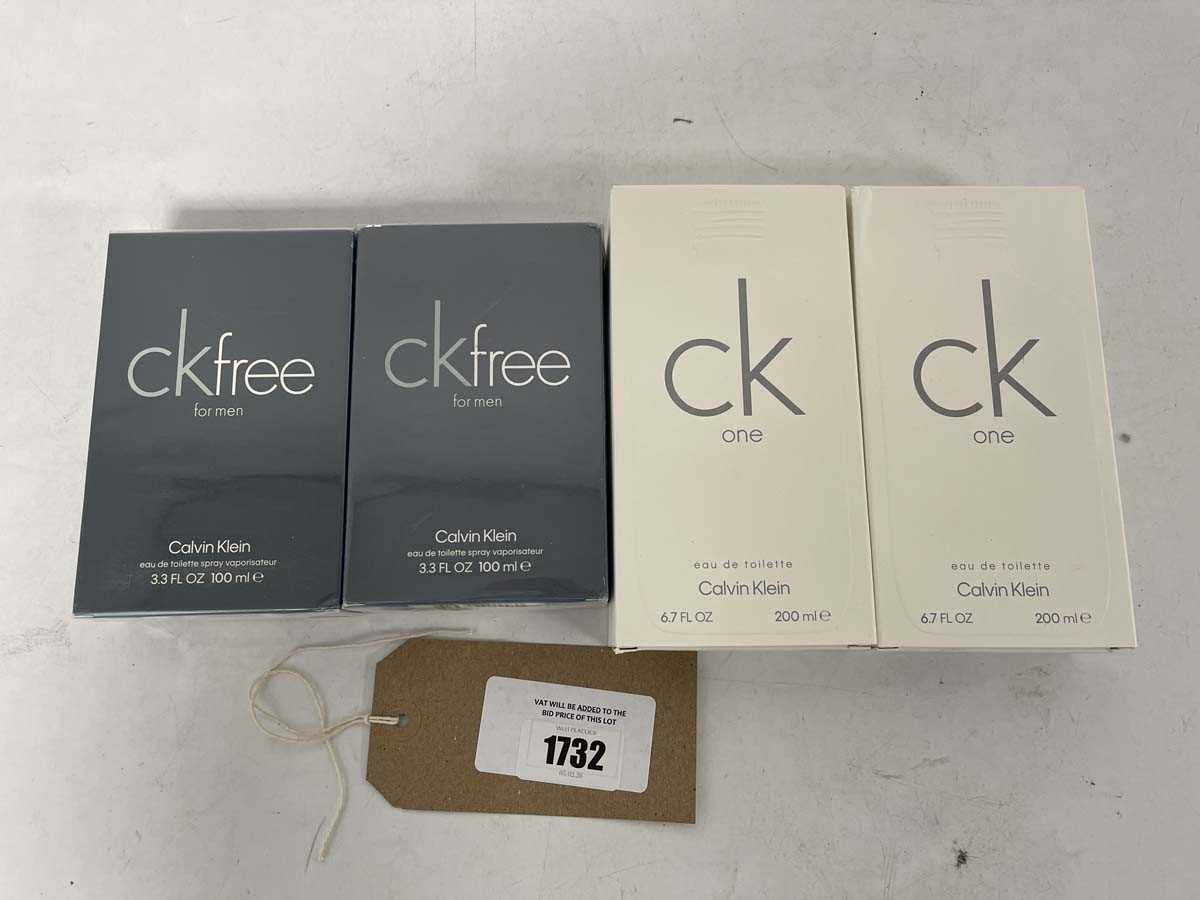 ckfree
for men
Calvin Klein
eau de toilette spray vaporisateur
3.3 FL OZ 100 ml e
ckfree
for men
Calvin Klein
eau de toilette spray vaporisateur
3.3 FL OZ 100 ml e
ck
one
eau de toilette
Calvin Klein
6.7 FL OZ 200 ml e
ck
one
eau de toilette
Calvin Klein
6.7 FL OZ 200 ml e
VAT WILL BE ADDED TO THE
BID PRICE OF THIS LOT
1732